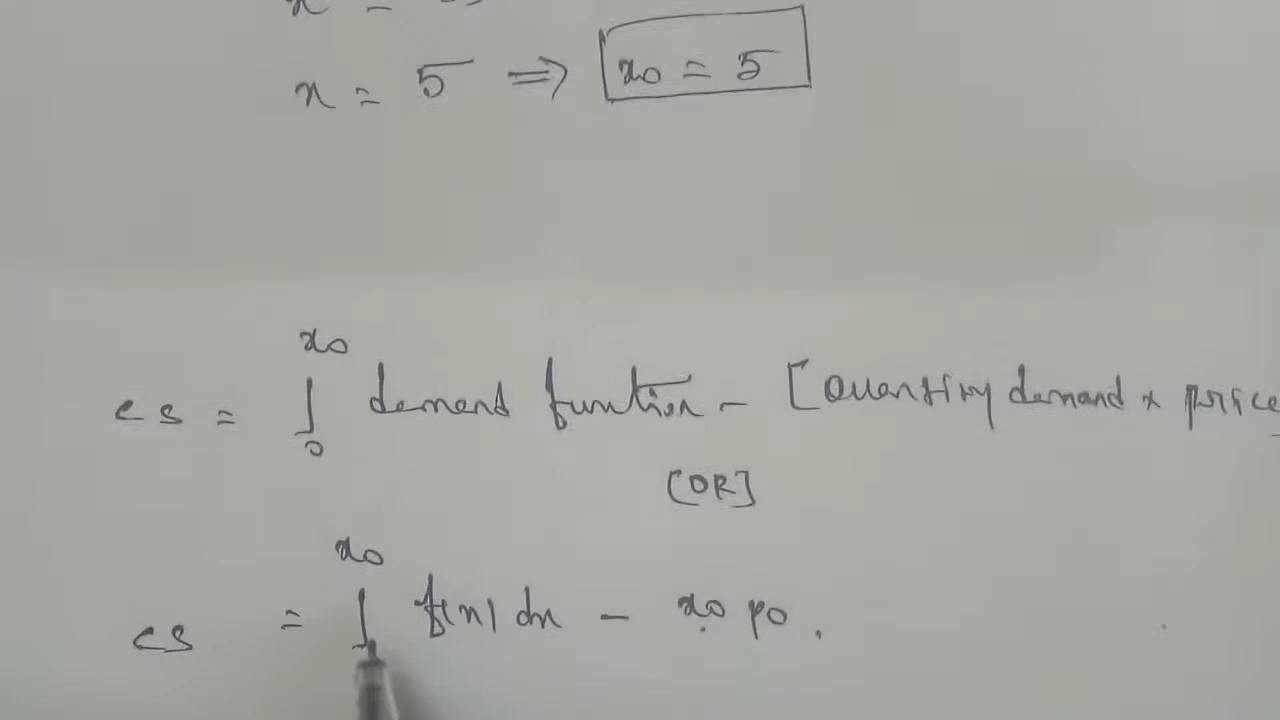 x =
x = 5 ⇒ x0 = 5
x0
cs = ∫ demand function - [Quantity demand x price
0
[OR]
x0
cs = ∫ f(x) dx - x0 p0.